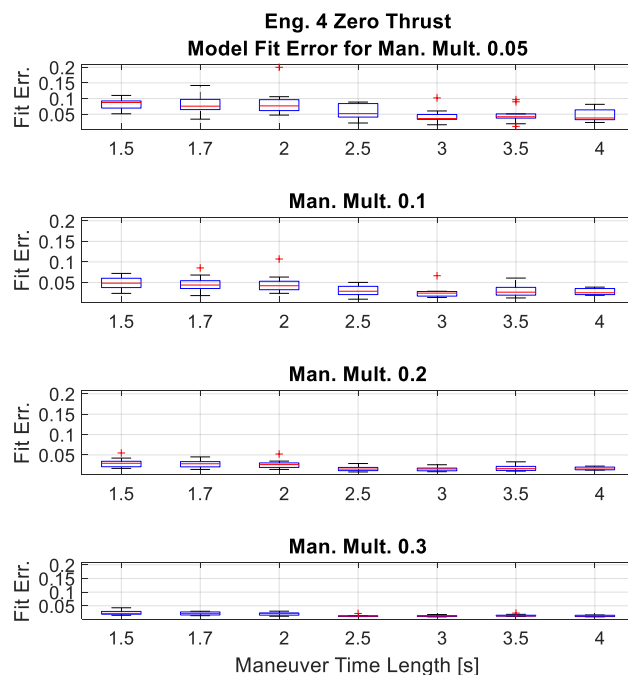 Eng. 4 Zero Thrust
Model Fit Error for Man. Mult. 0.05
Fit Err.
0.2
0.15
0.1
0.05
1.5 1.7 2 2.5 3 3.5 4
Man. Mult. 0.1
Fit Err.
0.2
0.15
0.1
0.05
1.5 1.7 2 2.5 3 3.5 4
Man. Mult. 0.2
Fit Err.
0.2
0.15
0.1
0.05
1.5 1.7 2 2.5 3 3.5 4
Man. Mult. 0.3
Fit Err.
0.2
0.15
0.1
0.05
1.5 1.7 2 2.5 3 3.5 4
Maneuver Time Length [s]